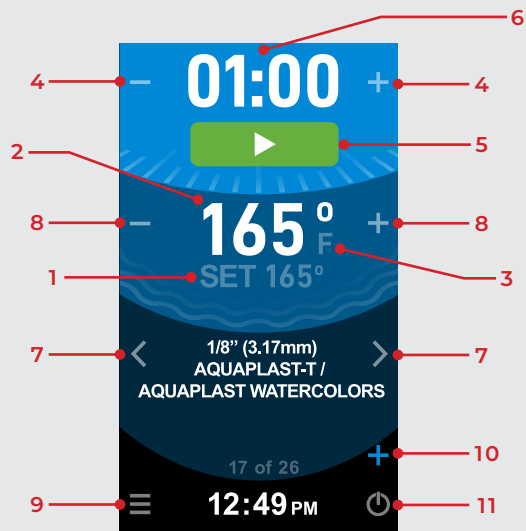 6
4 − 01:00 + 4
5
2
8 − 165° + 8
F
1 SET 165° 3
7 < 1/8” (3.17mm) > 7
AQUAPLAST-T /
AQUAPLAST WATERCOLORS
+ 10
17 of 26
9 12:49 PM 11